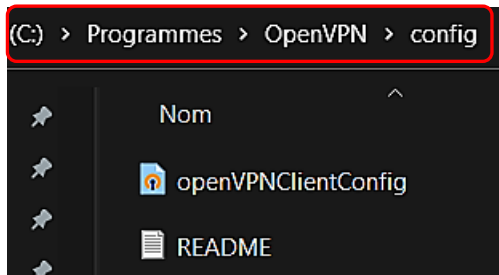 (C:) > Programmes > OpenVPN > config
Nom
openVPNClientConfig
README